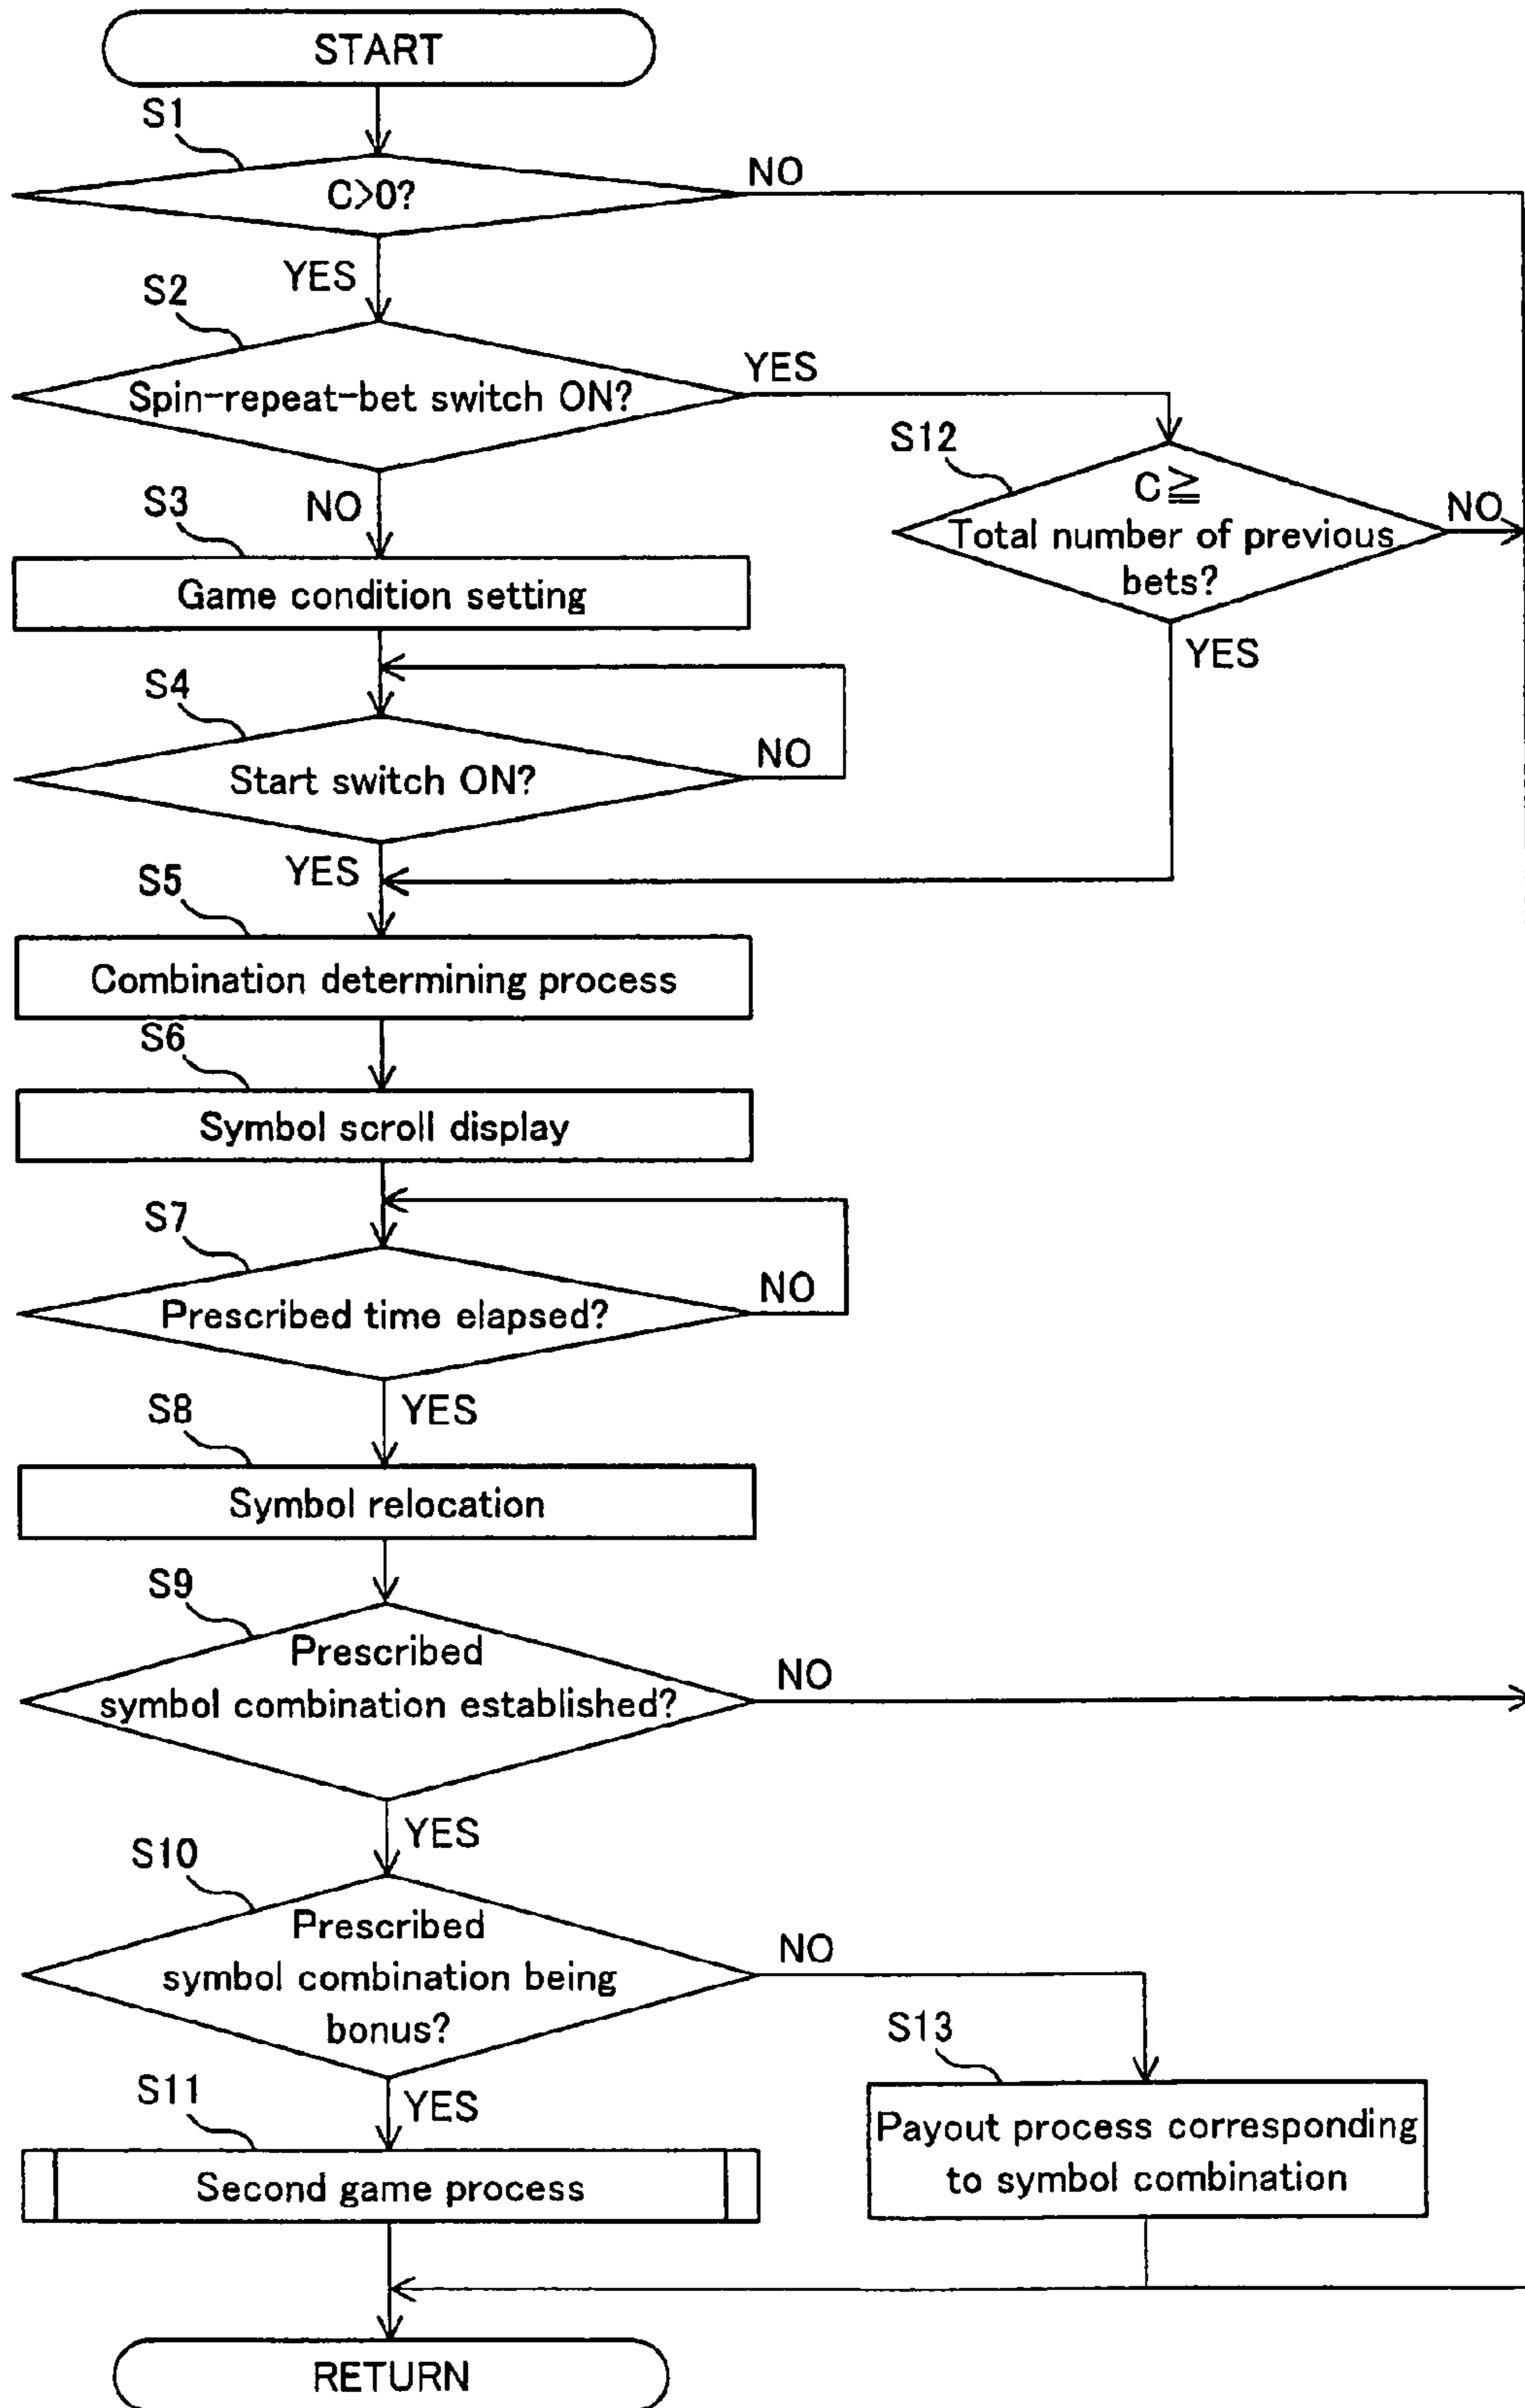 START
S1
C>0?
NO
YES
S2
Spin-repeat-bet switch ON?
YES
S12
C≧
Total number of previous
bets?
NO
YES
NO
S3
Game condition setting
S4
Start switch ON?
NO
YES
S5
Combination determining process
S6
Symbol scroll display
S7
Prescribed time elapsed?
NO
YES
S8
Symbol relocation
S9
Prescribed
symbol combination established?
NO
YES
S10
Prescribed
symbol combination being
bonus?
NO
S13
Payout process corresponding
to symbol combination
YES
S11
Second game process
RETURN